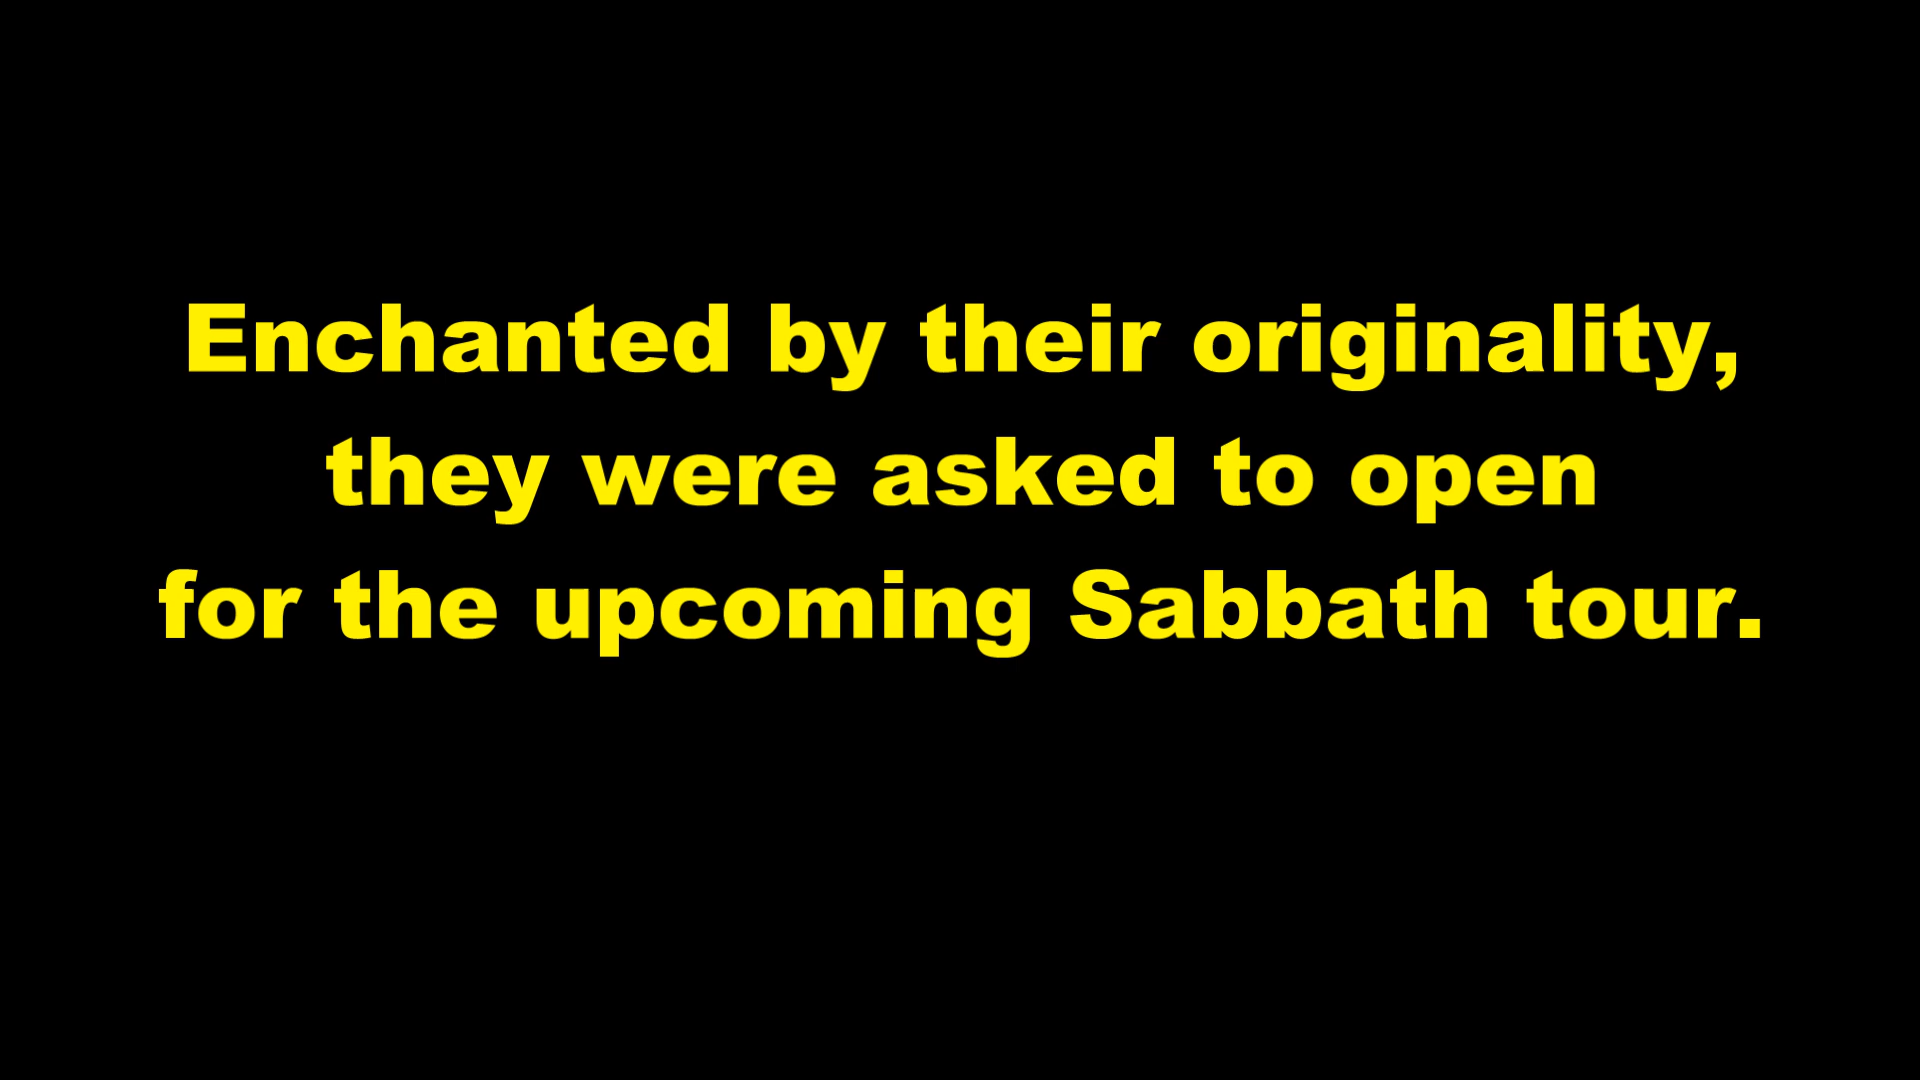 Enchanted by their originality,
they were asked to open
for the upcoming Sabbath tour.